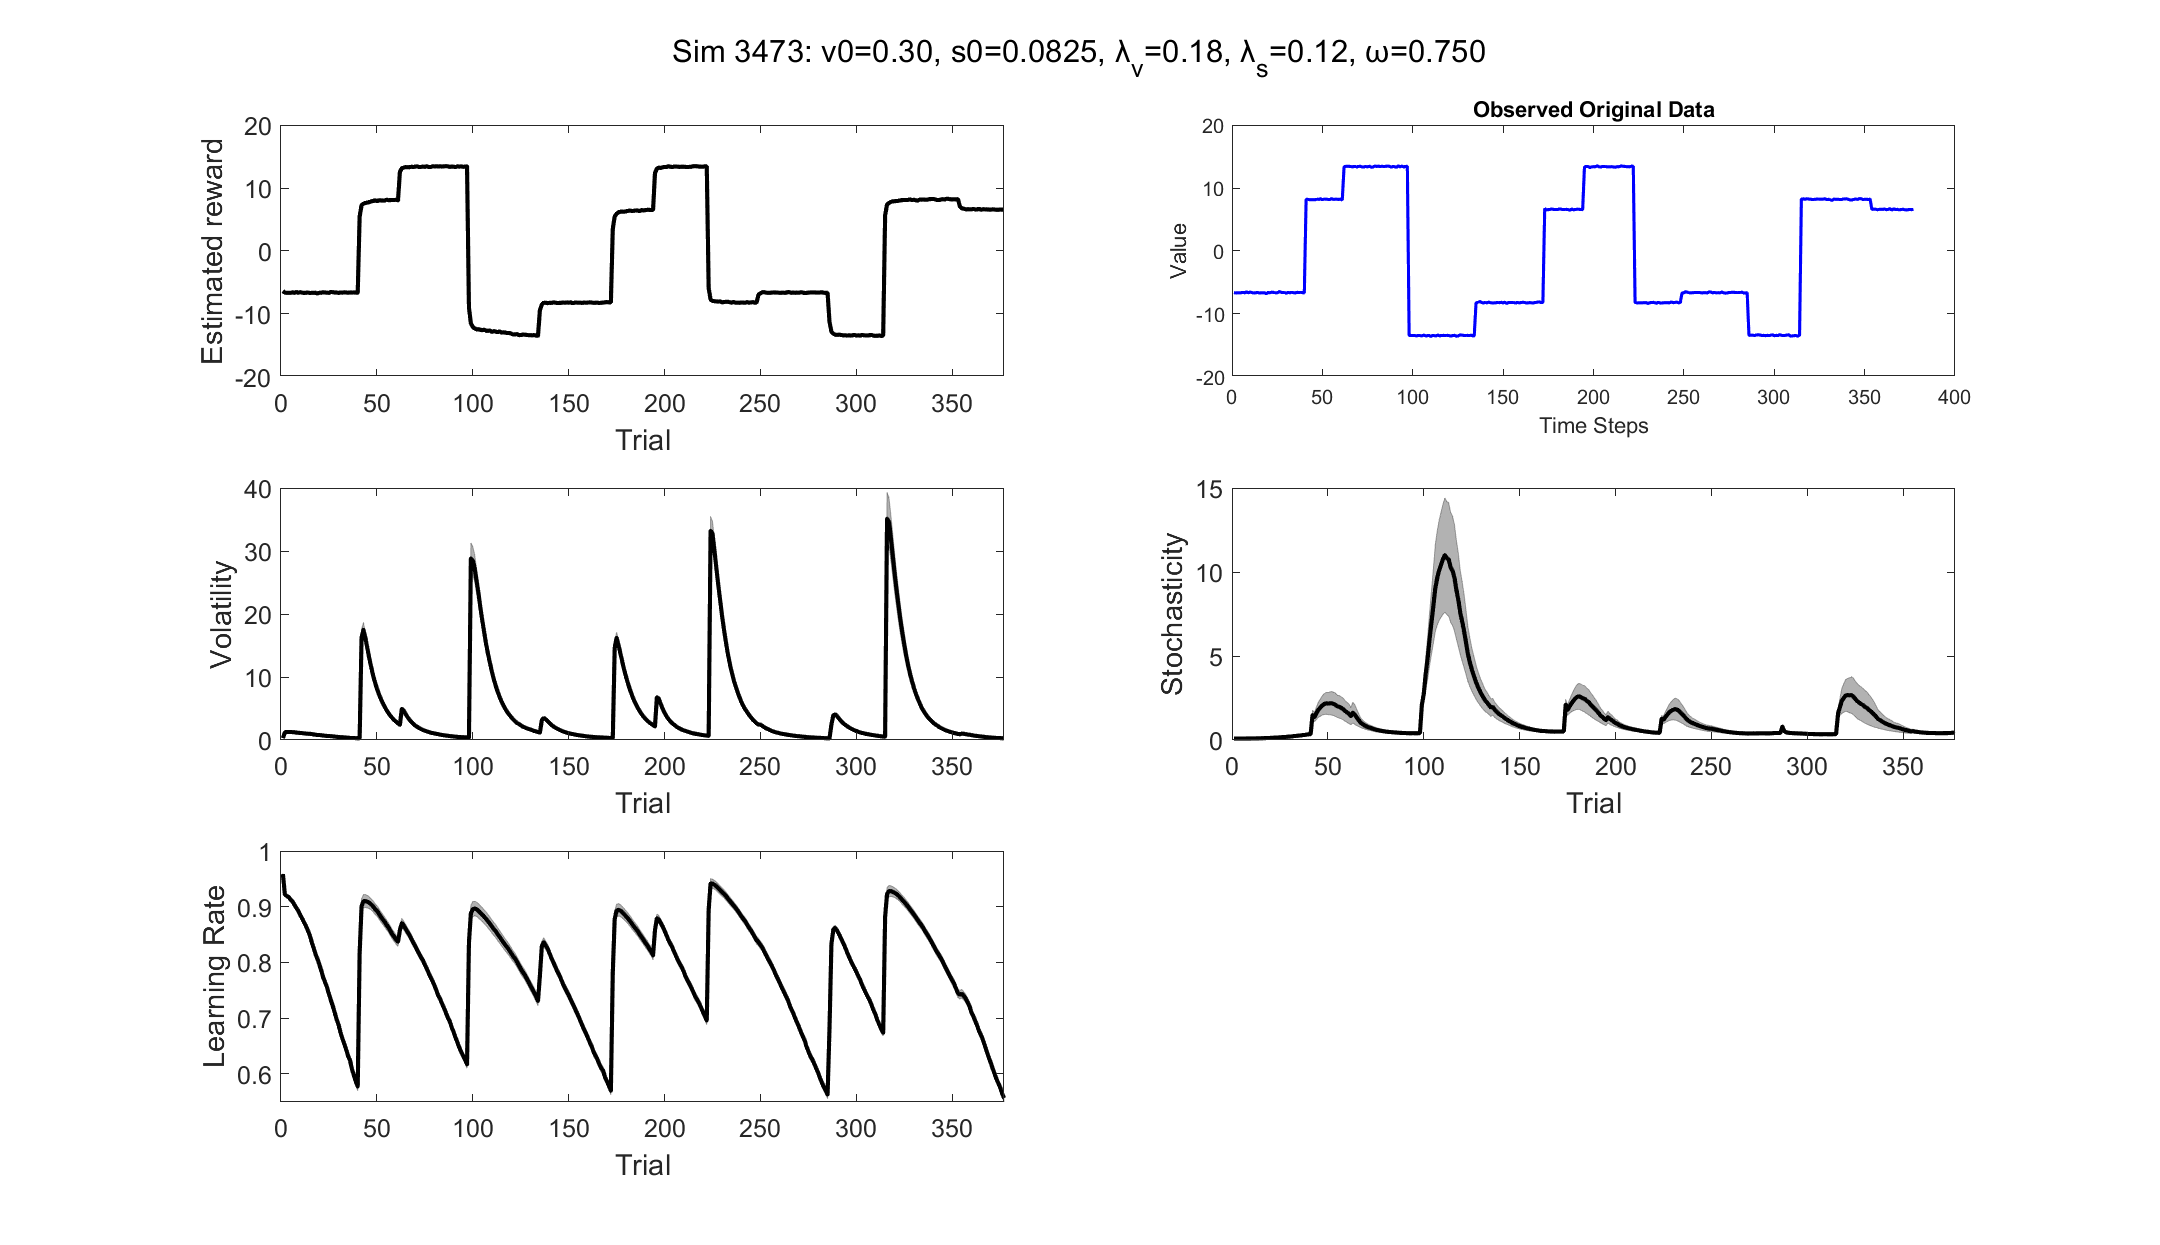 Sim 3473: v0=0.30, s0=0.0825, λ_v=0.18, λ_s=0.12, ω=0.750
Estimated reward
20
10
0
-10
-20
0 50 100 150 200 250 300 350
Trial
Observed Original Data
Value
20
10
0
-10
-20
0 50 100 150 200 250 300 350 400
Time Steps
Volatility
40
30
20
10
0
0 50 100 150 200 250 300 350
Trial
Stochasticity
15
10
5
0
0 50 100 150 200 250 300 350
Trial
Learning Rate
1
0.9
0.8
0.7
0.6
0 50 100 150 200 250 300 350
Trial